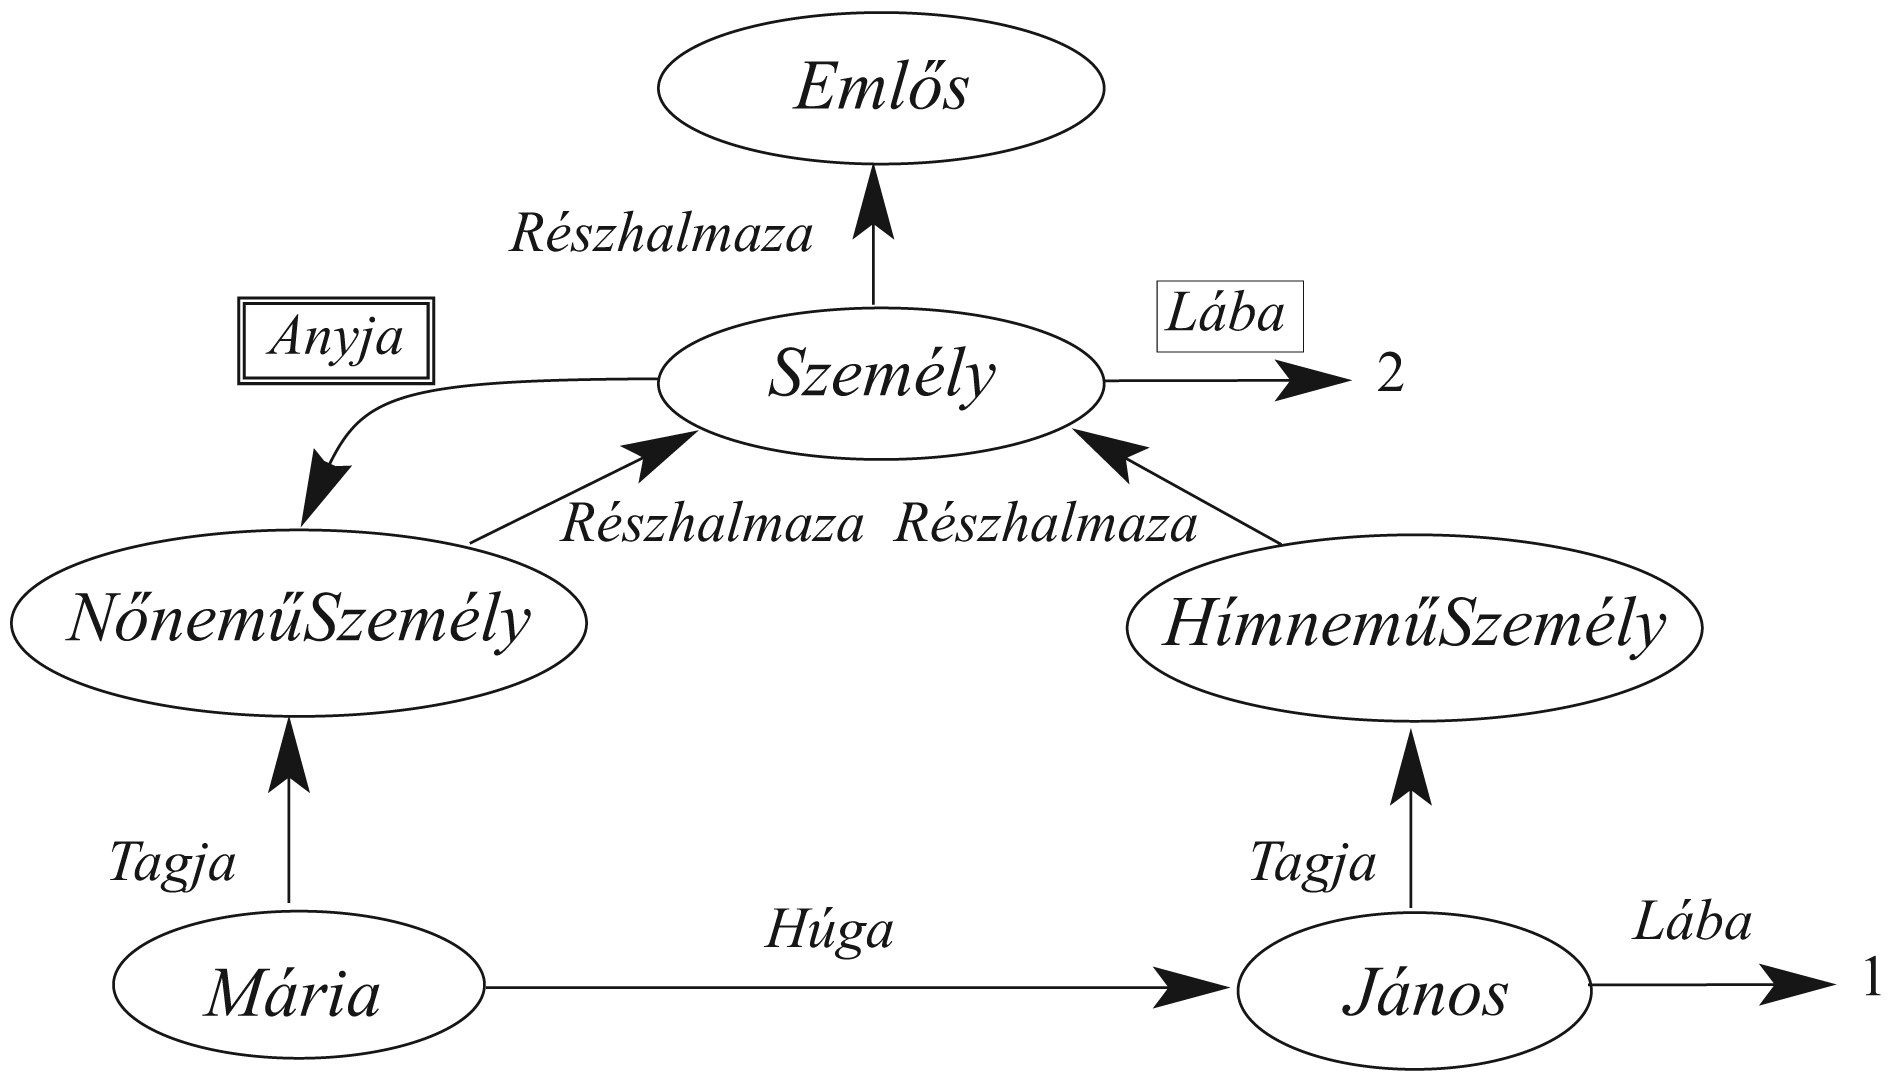 Emlős
Részhalmaza
Anyja
Lába
Személy
2
Részhalmaza
Részhalmaza
NőneműSzemély
HímneműSzemély
Tagja
Tagja
Húga
Lába
Mária
János
1